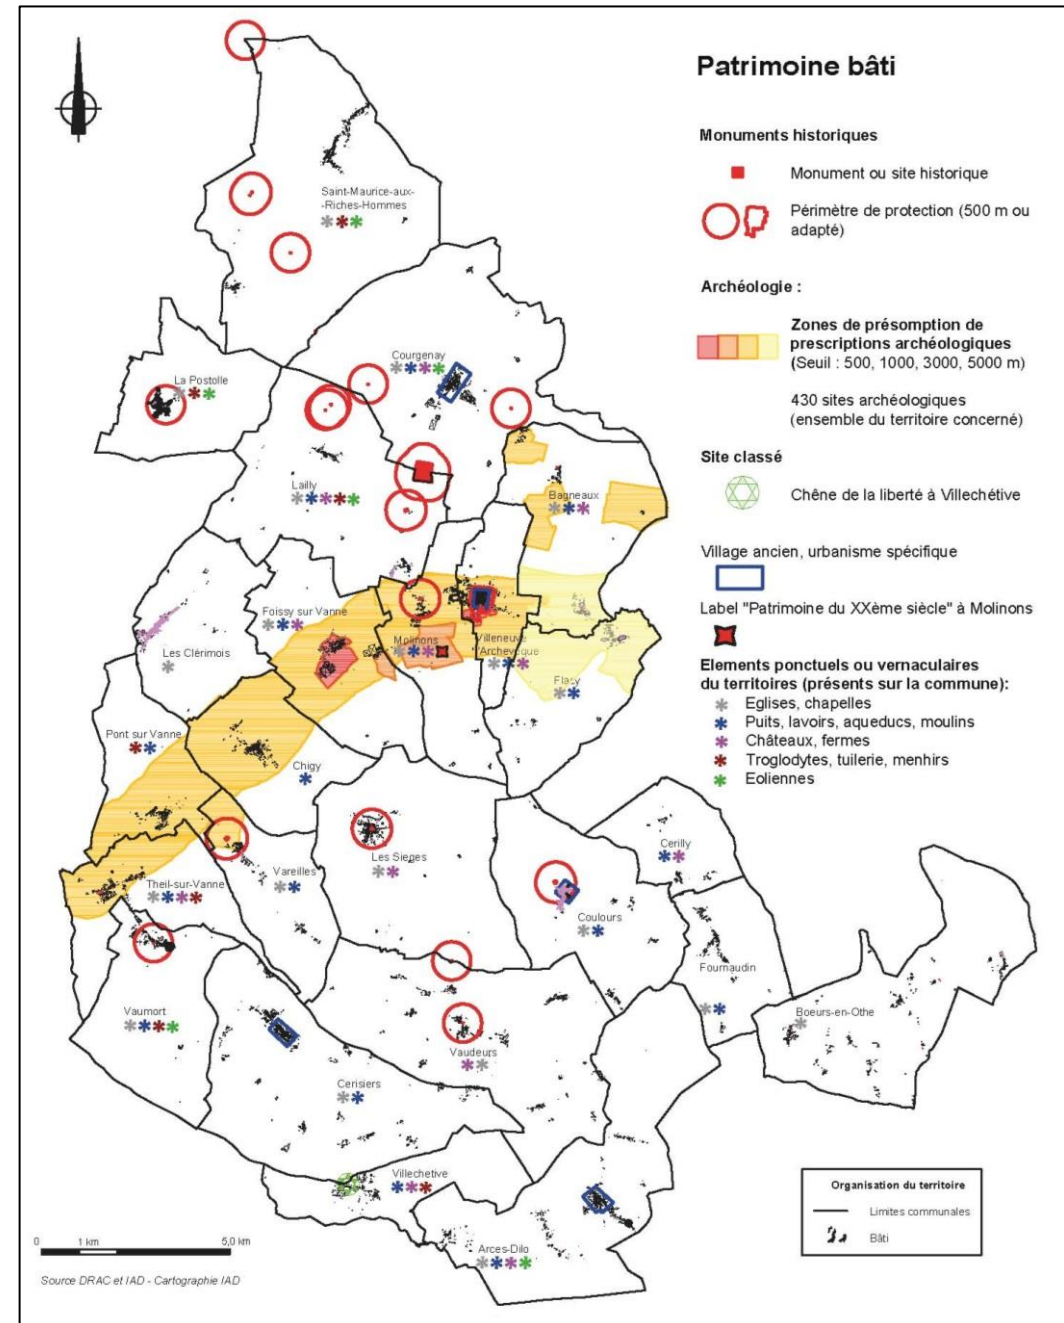 Patrimoine bâti
Monuments historiques
Monument ou site historique
Périmètre de protection (500 m ou
adapté)
Archéologie :
Zones de présomption de
prescriptions archéologiques
(Seuil : 500, 1000, 3000, 5000 m)
430 sites archéologiques
(ensemble du territoire concerné)
Site classé
Chêne de la liberté à Villechétive
Village ancien, urbanisme spécifique
Label "Patrimoine du XXème siècle" à Molinons
Elements ponctuels ou vernaculaires
du territoires (présents sur la commune):
Eglises, chapelles
Puits, lavoirs, aqueducs, moulins
Châteaux, fermes
Troglodytes, tuilerie, menhirs
Eoliennes
Saint-Maurice-aux-
-Riches-Hommes
Courgenay
La Postolle
Lailly
Bagneaux
Foissy sur Vanne
Les Clérimois
Molinons
Villeneuve
l'Archevêque
Flacy
Pont sur Vanne
Chigy
Les Sieges
Vareilles
Theil-sur-Vanne
Cerilly
Coulours
Fournaudin
Boeurs-en-Othe
Vaumort
Vaudeurs
Cerisiers
Villechetive
Arces-Dilo
Organisation du territoire
Limites communales
Bâti
0 1 km 5,0 km
Source DRAC et IAD - Cartographie IAD